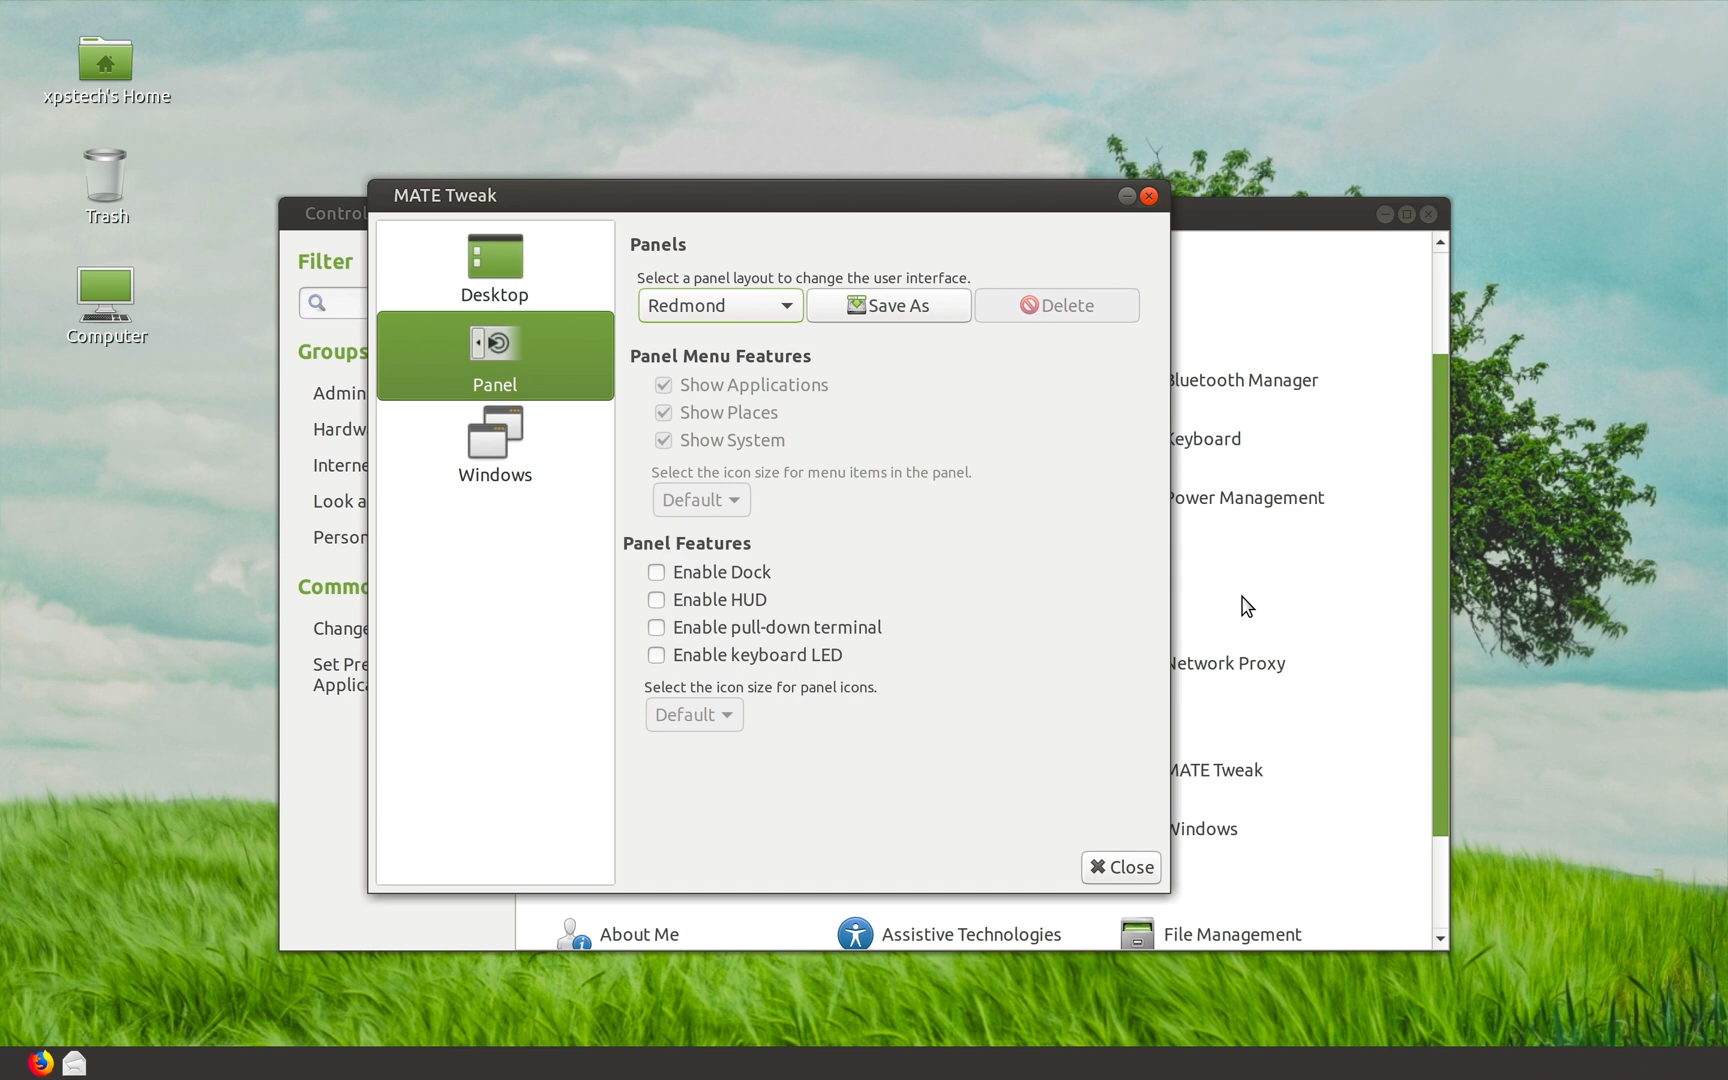 xpstech's Home
Trash
Computer
Control
MATE Tweak
Filter
Groups
Admin
Hardw
Interne
Look a
Person
Commo
Change
Set Pre
Applica
Desktop
Panel
Windows
Panels
Select a panel layout to change the user interface.
Redmond
Save As
Delete
Panel Menu Features
Show Applications
Show Places
Show System
Select the icon size for menu items in the panel.
Default
Panel Features
Enable Dock
Enable HUD
Enable pull-down terminal
Enable keyboard LED
Select the icon size for panel icons.
Default
Close
Bluetooth Manager
Keyboard
Power Management
Network Proxy
MATE Tweak
Windows
About Me
Assistive Technologies
File Management